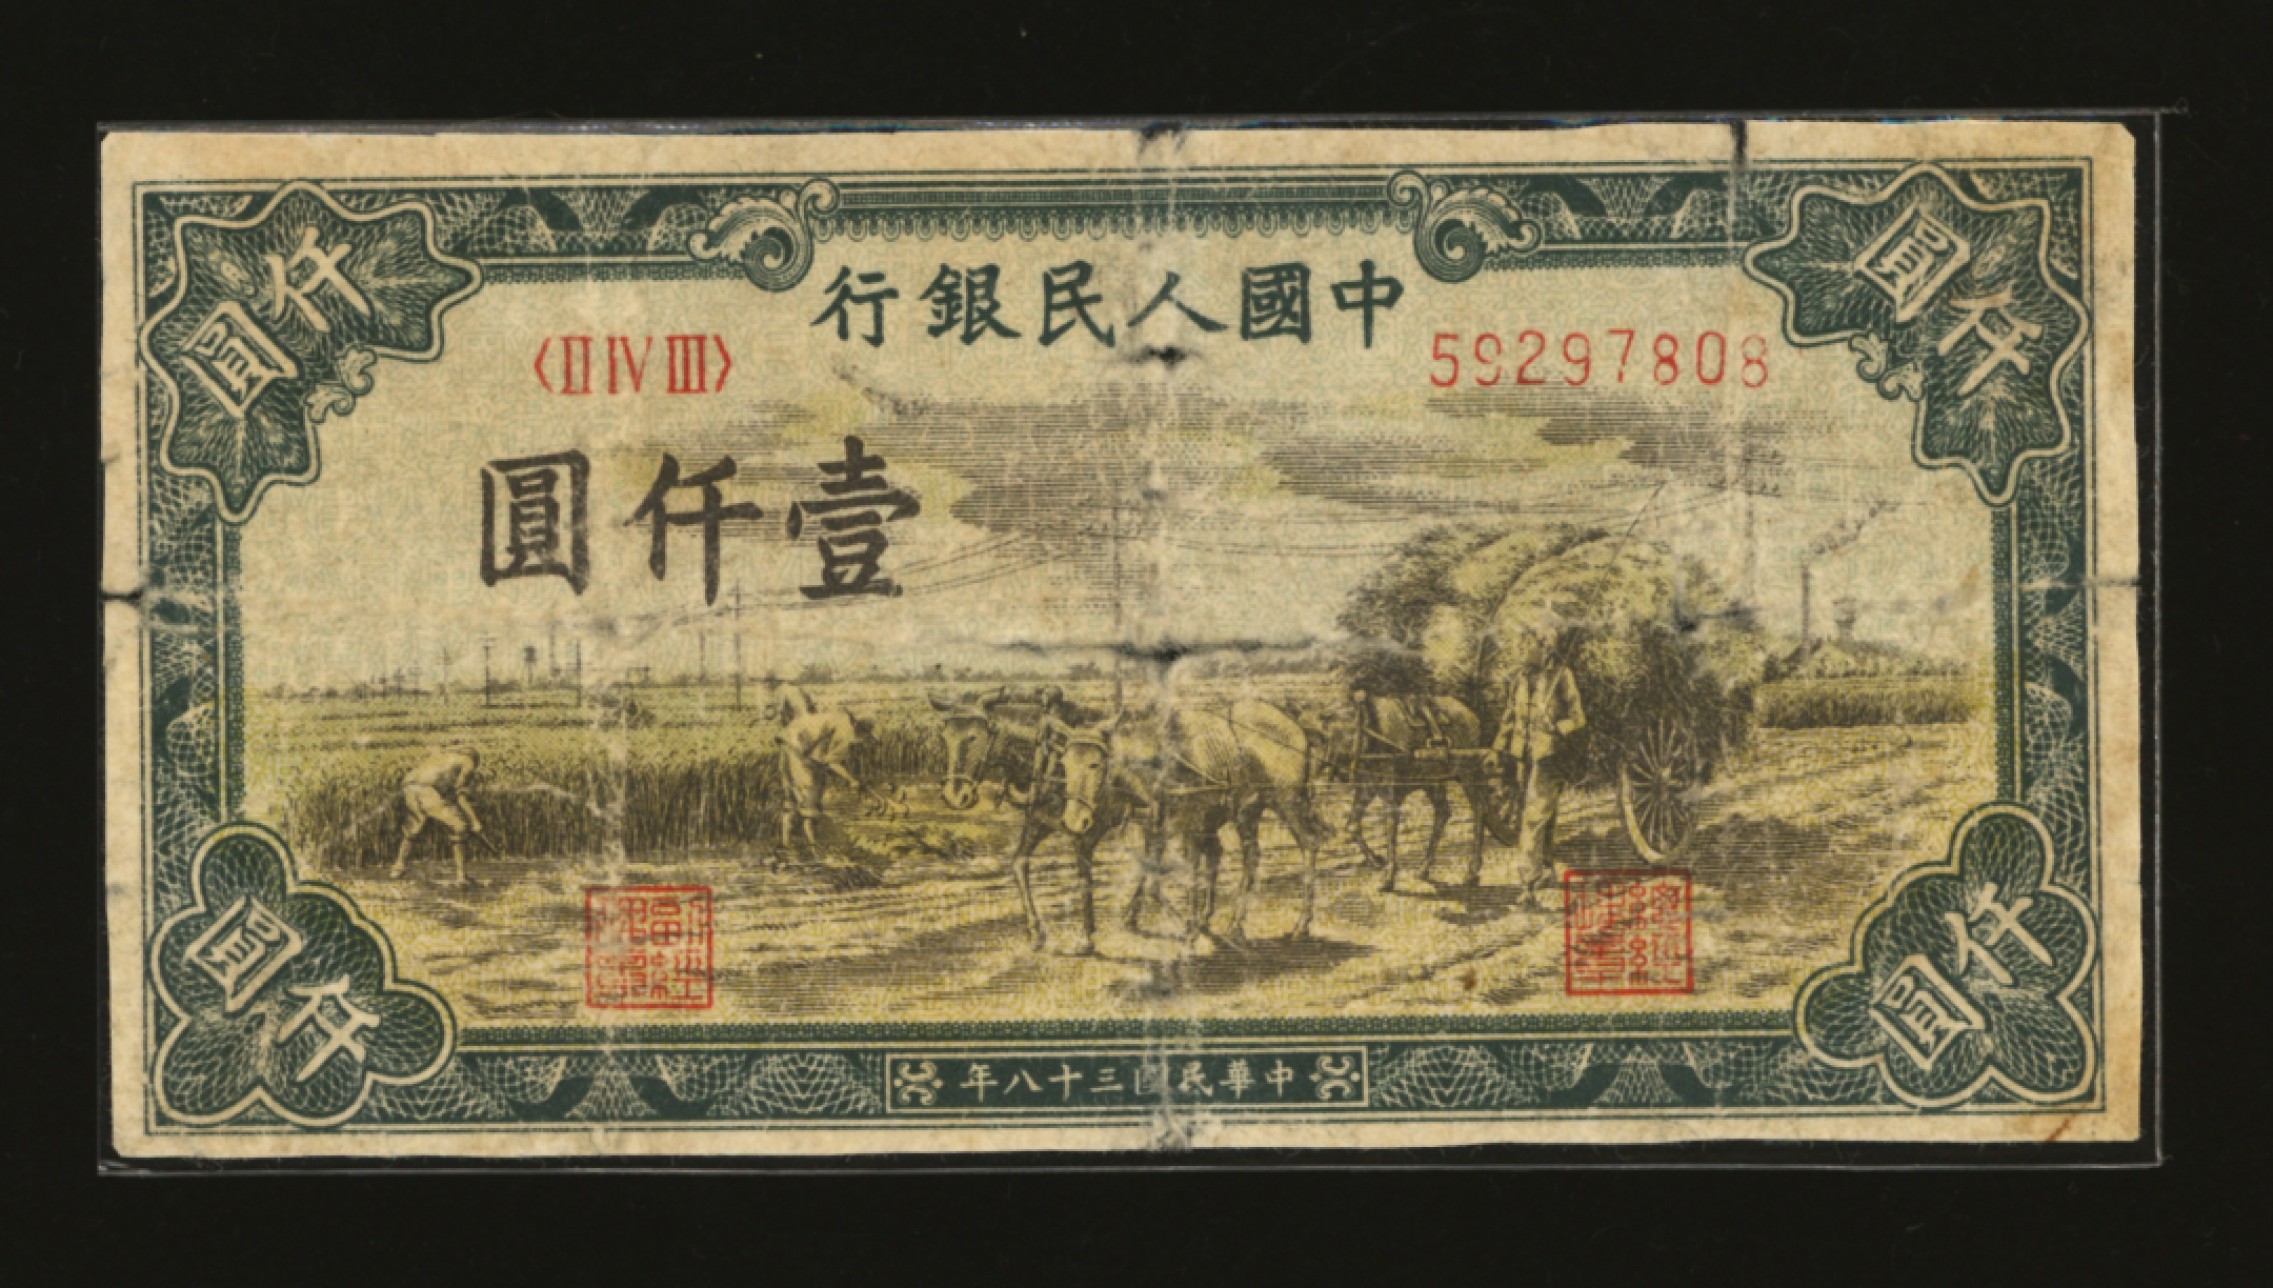 中國人民銀行
〈Ⅱ Ⅳ Ⅲ〉
59297808
壹仟圓
仟圓
仟圓
仟圓
仟圓
中華民國三十八年